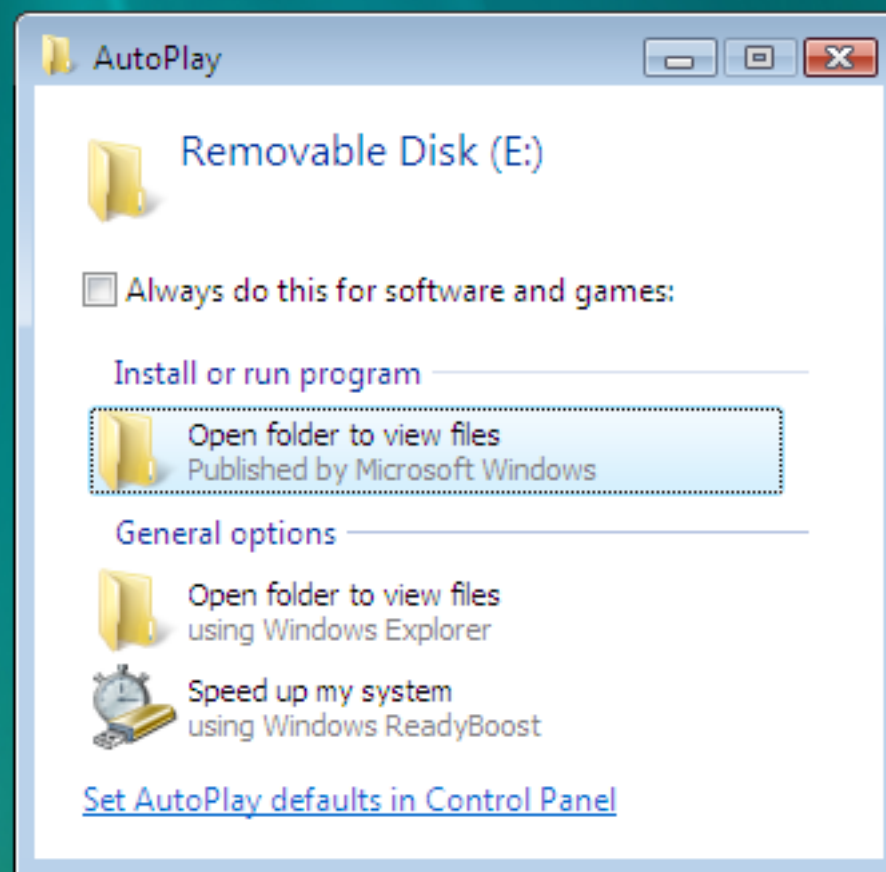 AutoPlay
Removable Disk (E:)
Always do this for software and games:
Install or run program
Open folder to view files
Published by Microsoft Windows
General options
Open folder to view files
using Windows Explorer
Speed up my system
using Windows ReadyBoost
Set AutoPlay defaults in Control Panel